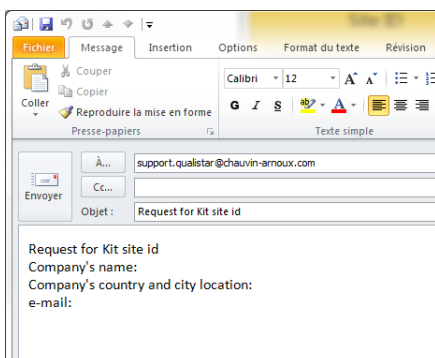 Site ID
Fichier Message Insertion Options Format du texte Révision
Coller
Couper
Copier
Reproduire la mise en forme
Presse-papiers
Calibri 12 A A
G I S ab A
Texte simple
Envoyer
À... support.qualistar@chauvin-arnoux.com
Cc...
Objet : Request for Kit site id
Request for Kit site id
Company's name:
Company's country and city location:
e-mail: